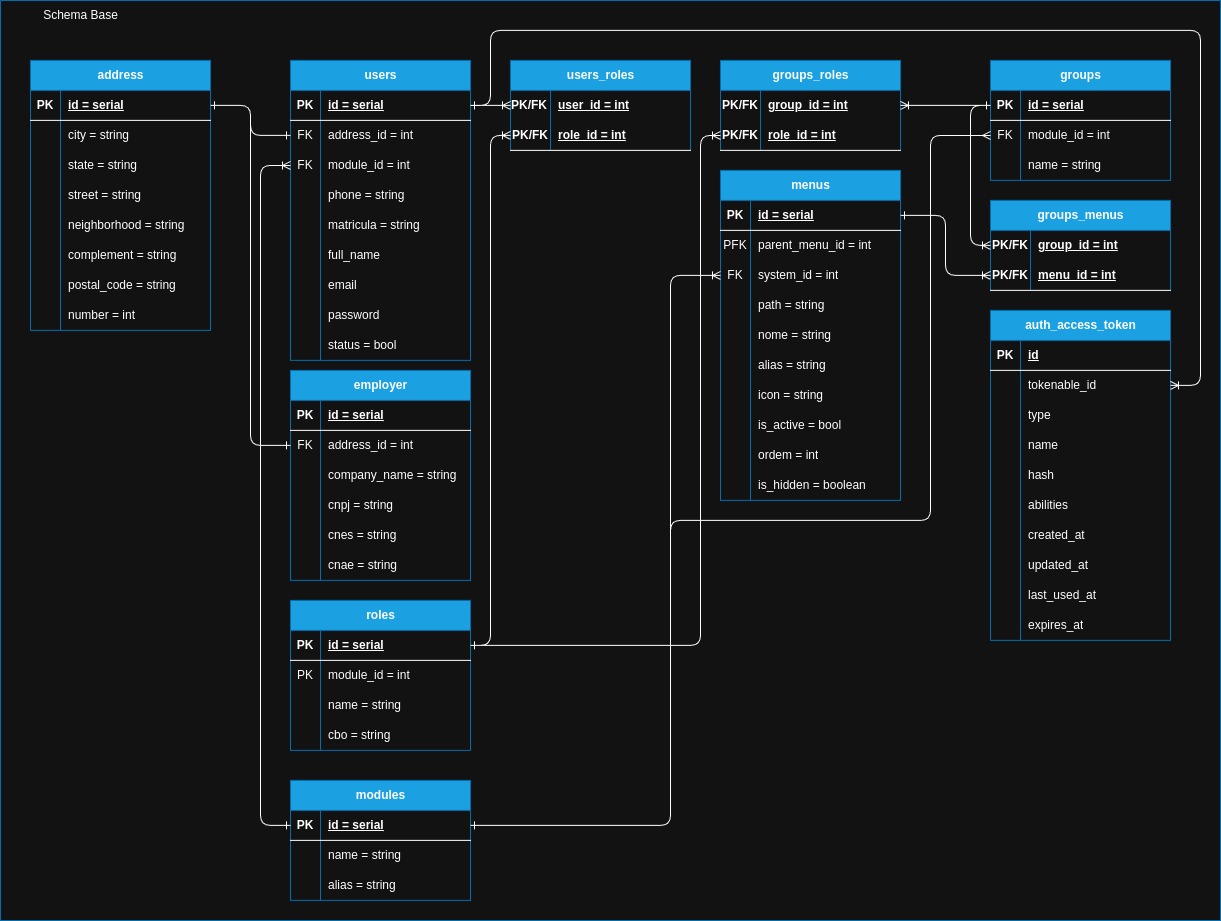 Schema Base
address
PK id = serial
city = string
state = string
street = string
neighborhood = string
complement = string
postal_code = string
number = int
users
PK id = serial
FK address_id = int
FK module_id = int
phone = string
matricula = string
full_name
email
password
status = bool
employer
PK id = serial
FK address_id = int
company_name = string
cnpj = string
cnes = string
cnae = string
roles
PK id = serial
PK module_id = int
name = string
cbo = string
modules
PK id = serial
name = string
alias = string
users_roles
PK/FK user_id = int
PK/FK role_id = int
groups_roles
PK/FK group_id = int
PK/FK role_id = int
menus
PK id = serial
PFK parent_menu_id = int
FK system_id = int
path = string
nome = string
alias = string
icon = string
is_active = bool
ordem = int
is_hidden = boolean
groups
PK id = serial
FK module_id = int
name = string
groups_menus
PK/FK group_id = int
PK/FK menu_id = int
auth_access_token
PK id
tokenable_id
type
name
hash
abilities
created_at
updated_at
last_used_at
expires_at